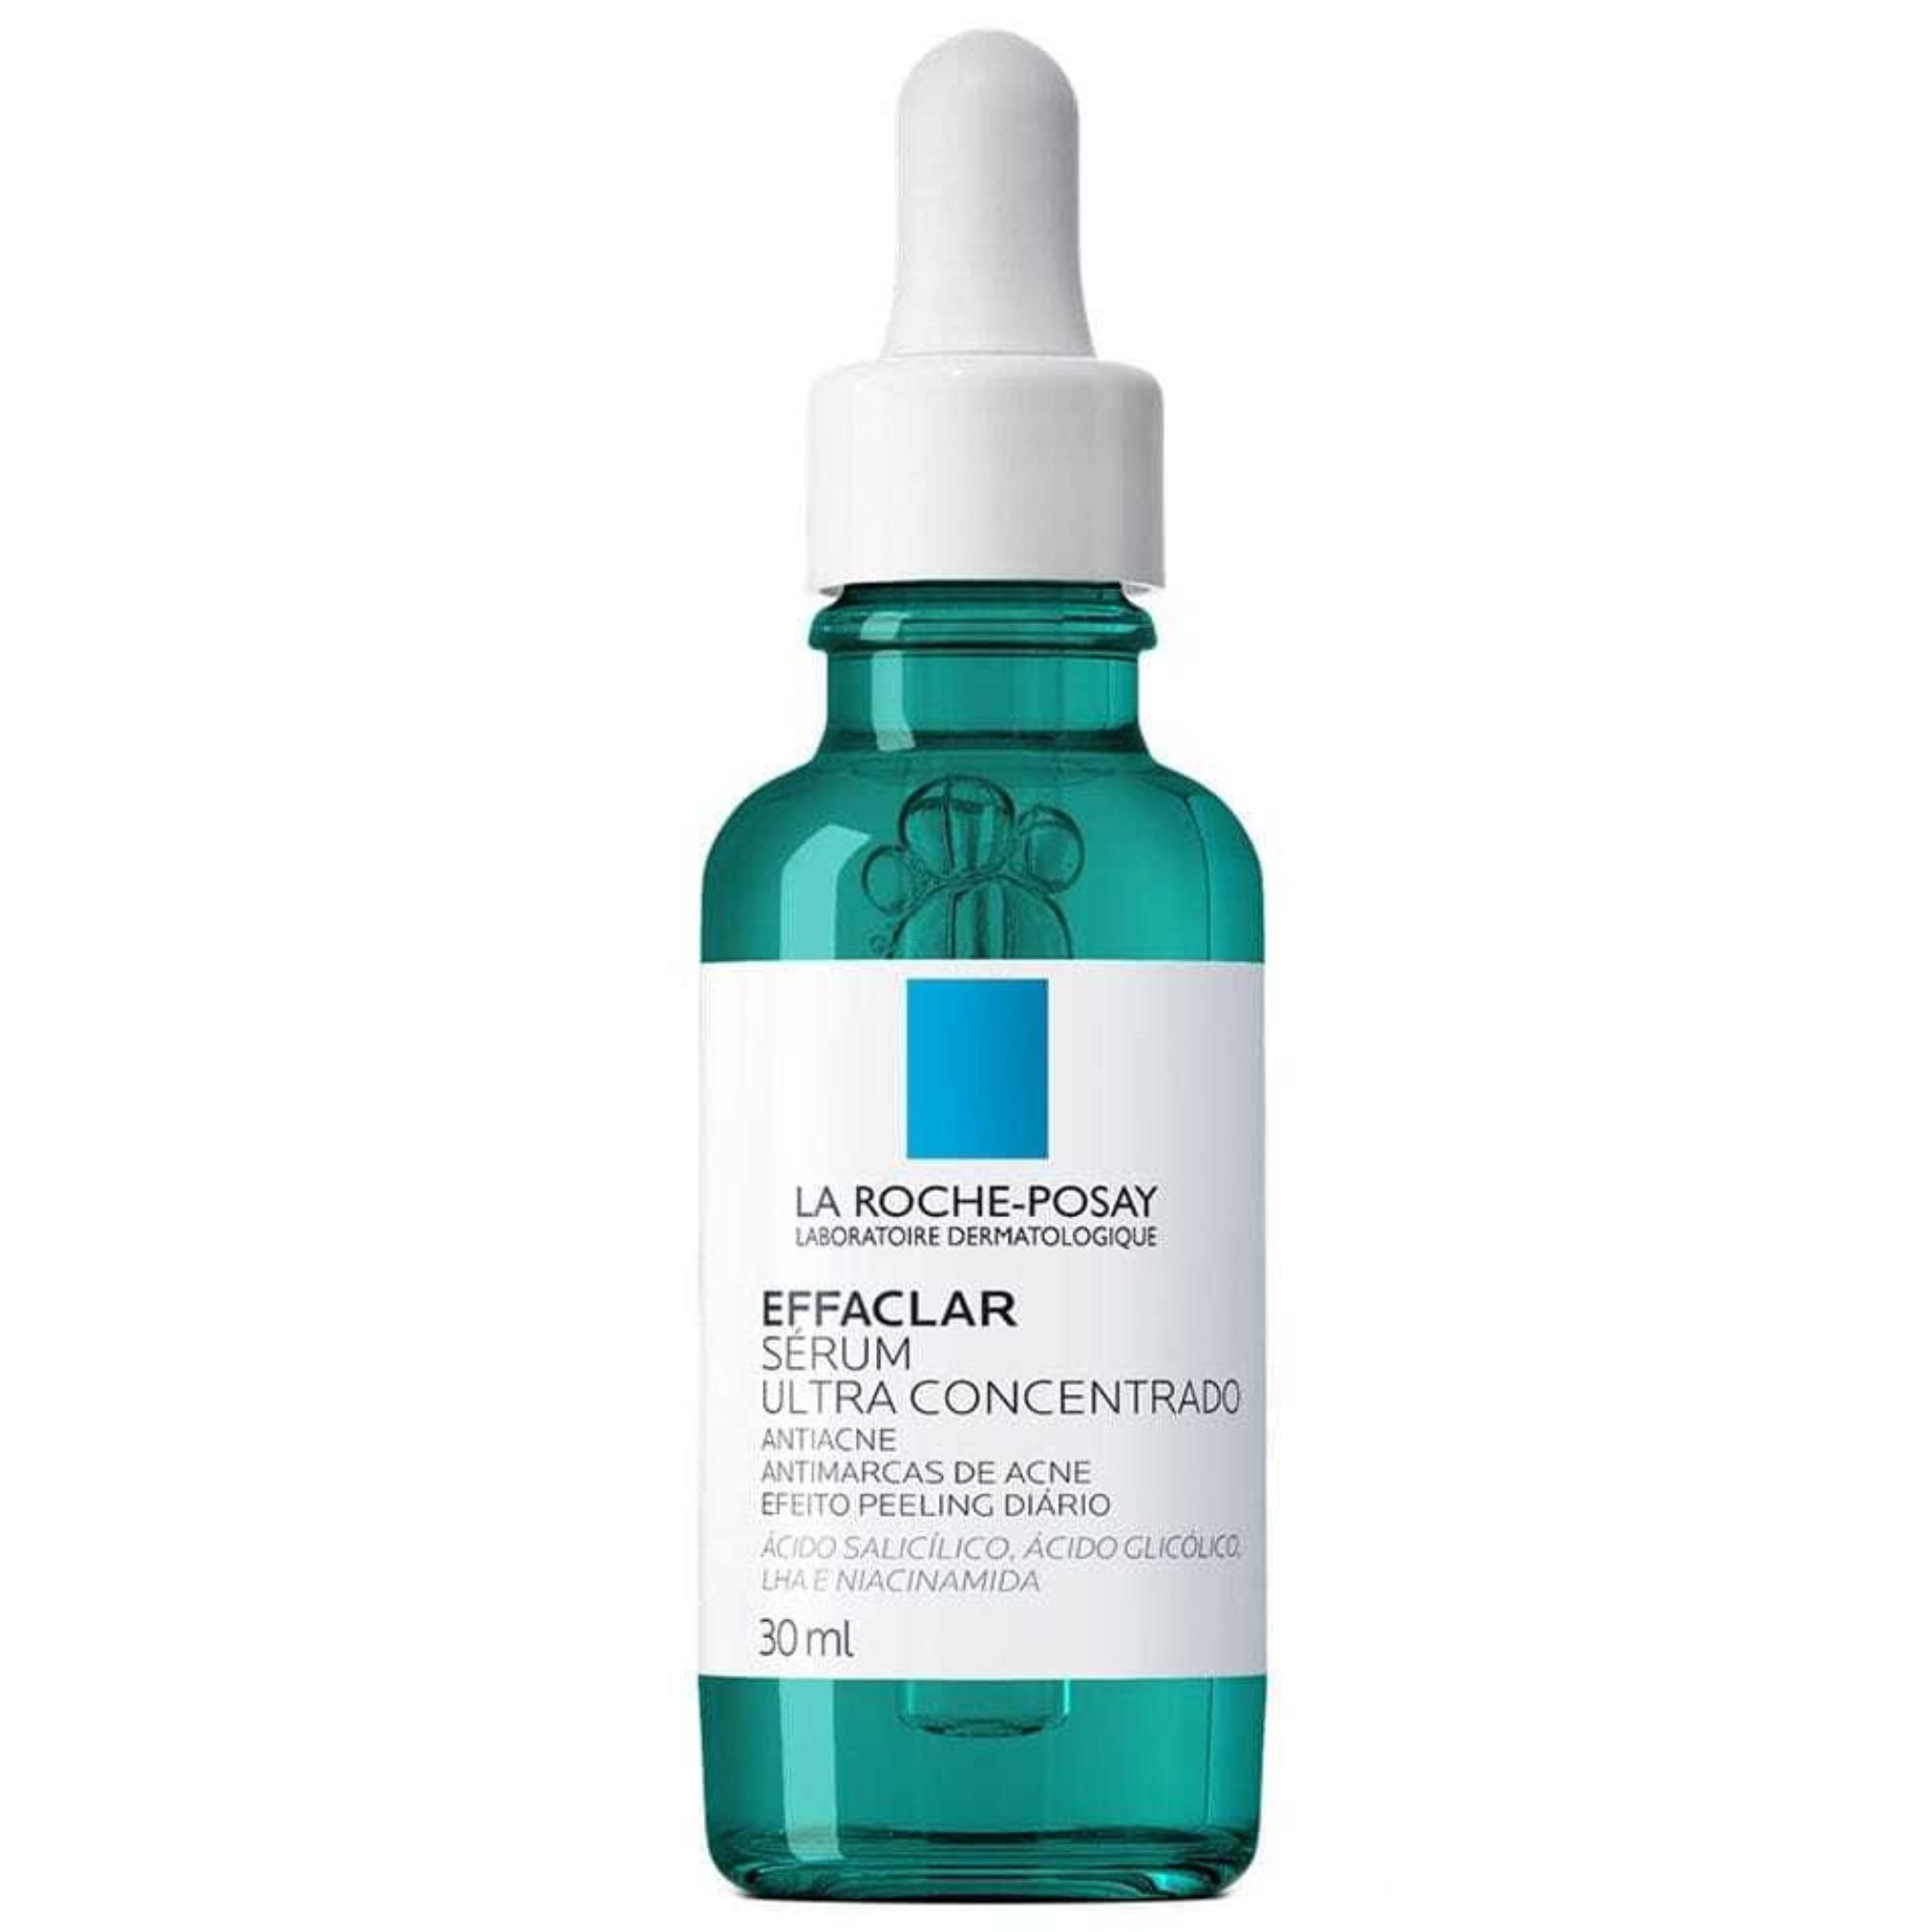 LA ROCHE-POSAY
LABORATOIRE DERMATOLOGIQUE
EFFACLAR
SÉRUM
ULTRA CONCENTRADO
ANTIACNE
ANTIMARCAS DE ACNE
EFEITO PEELING DIÁRIO
ÁCIDO SALICÍLICO, ÁCIDO GLICÓLICO,
LHA E NIACINAMIDA
30 ml